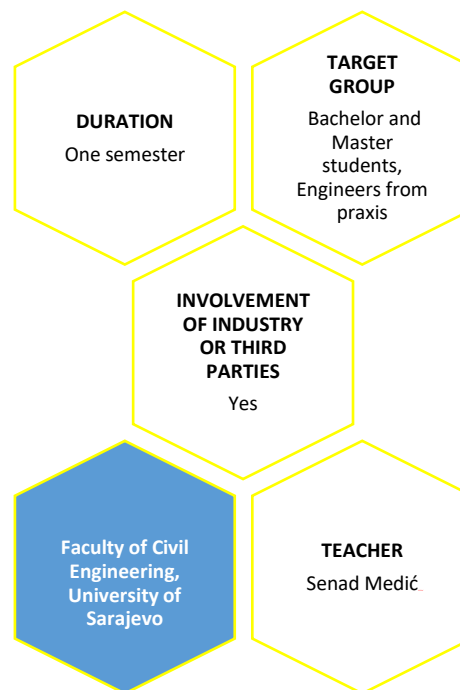 DURATION
One semester
TARGET
GROUP
Bachelor and
Master
students,
Engineers from
praxis
INVOLVEMENT
OF INDUSTRY
OR THIRD
PARTIES
Yes
Faculty of Civil
Engineering,
University of
Sarajevo
TEACHER
Senad Medić